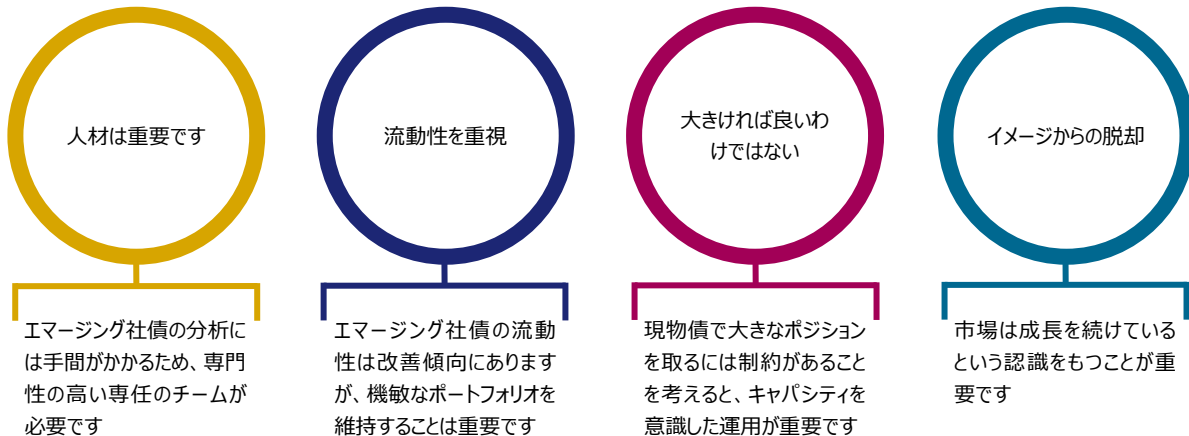 人材は重要です
流動性を重視
大きければ良いわ
けではない
イメージからの脱却
エマージング社債の分析に
は手間がかかるため、専門
性の高い専任のチームが
必要です
エマージング社債の流動
性は改善傾向にあります
が、機敏なポートフォリオを
維持することは重要です
現物債で大きなポジション
を取るには制約があること
を考えると、キャパシティを
意識した運用が重要です
市場は成長を続けている
という認識をもつことが重
要です